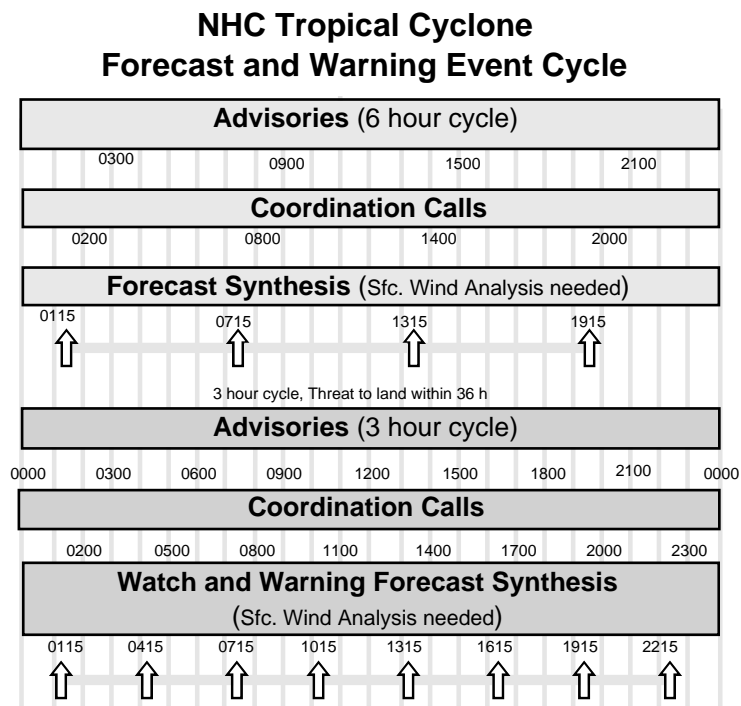 NHC Tropical Cyclone
Forecast and Warning Event Cycle
Advisories (6 hour cycle)
0300 0900 1500 2100
Coordination Calls
0200 0800 1400 2000
Forecast Synthesis (Sfc. Wind Analysis needed)
0115 0715 1315 1915
3 hour cycle, Threat to land within 36 h
Advisories (3 hour cycle)
0000 0300 0600 0900 1200 1500 1800 2100 0000
Coordination Calls
0200 0500 0800 1100 1400 1700 2000 2300
Watch and Warning Forecast Synthesis
(Sfc. Wind Analysis needed)
0115 0415 0715 1015 1315 1615 1915 2215